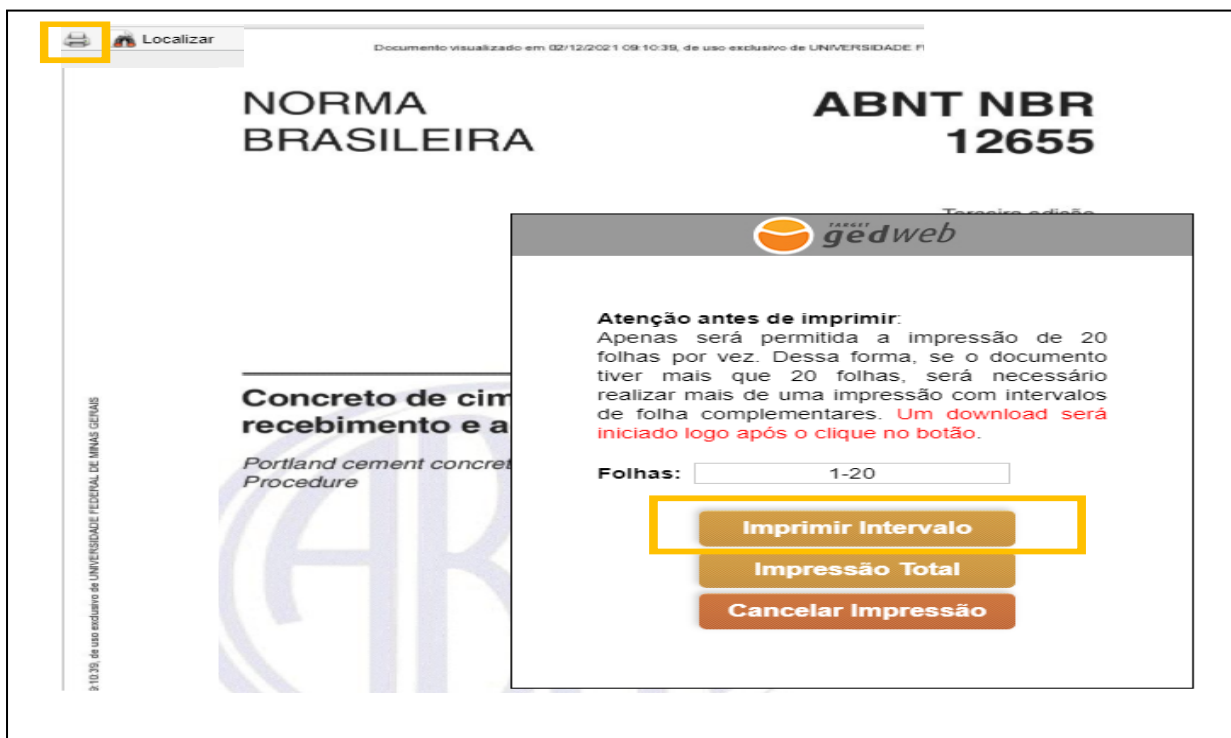 Localizar
Documento visualizado em 02/12/2021 09:10:39, de uso exclusivo de UNIVERSIDADE
NORMA
BRASILEIRA
ABNT NBR
12655
Terceira edição
TARGET
gedweb
Atenção antes de imprimir:
Apenas será permitida a impressão de 20
folhas por vez. Dessa forma, se o documento
tiver mais que 20 folhas, será necessário
realizar mais de uma impressão com intervalos
de folha complementares. Um download será
iniciado logo após o clique no botão.
Folhas: 1-20
Imprimir Intervalo
Impressão Total
Cancelar Impressão
Concreto de cim
recebimento e a
Portland cement concret
Procedure
9:10:39, de uso exclusivo de UNIVERSIDADE FEDERAL DE MINAS GERAIS